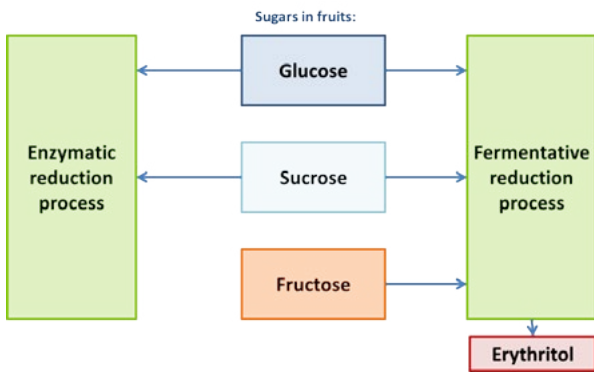 Sugars in fruits:
Glucose
Enzymatic
reduction
process
Sucrose
Fermentative
reduction
process
Fructose
Erythritol